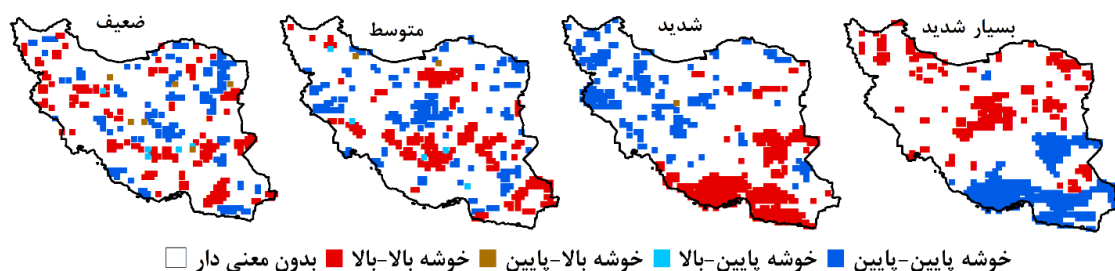 بسیار شدید
شدید
متوسط
ضعیف
خوشه پایین-پایین خوشه پایین-بالا خوشه بالا-پایین خوشه بالا-بالا بدون معنی دار